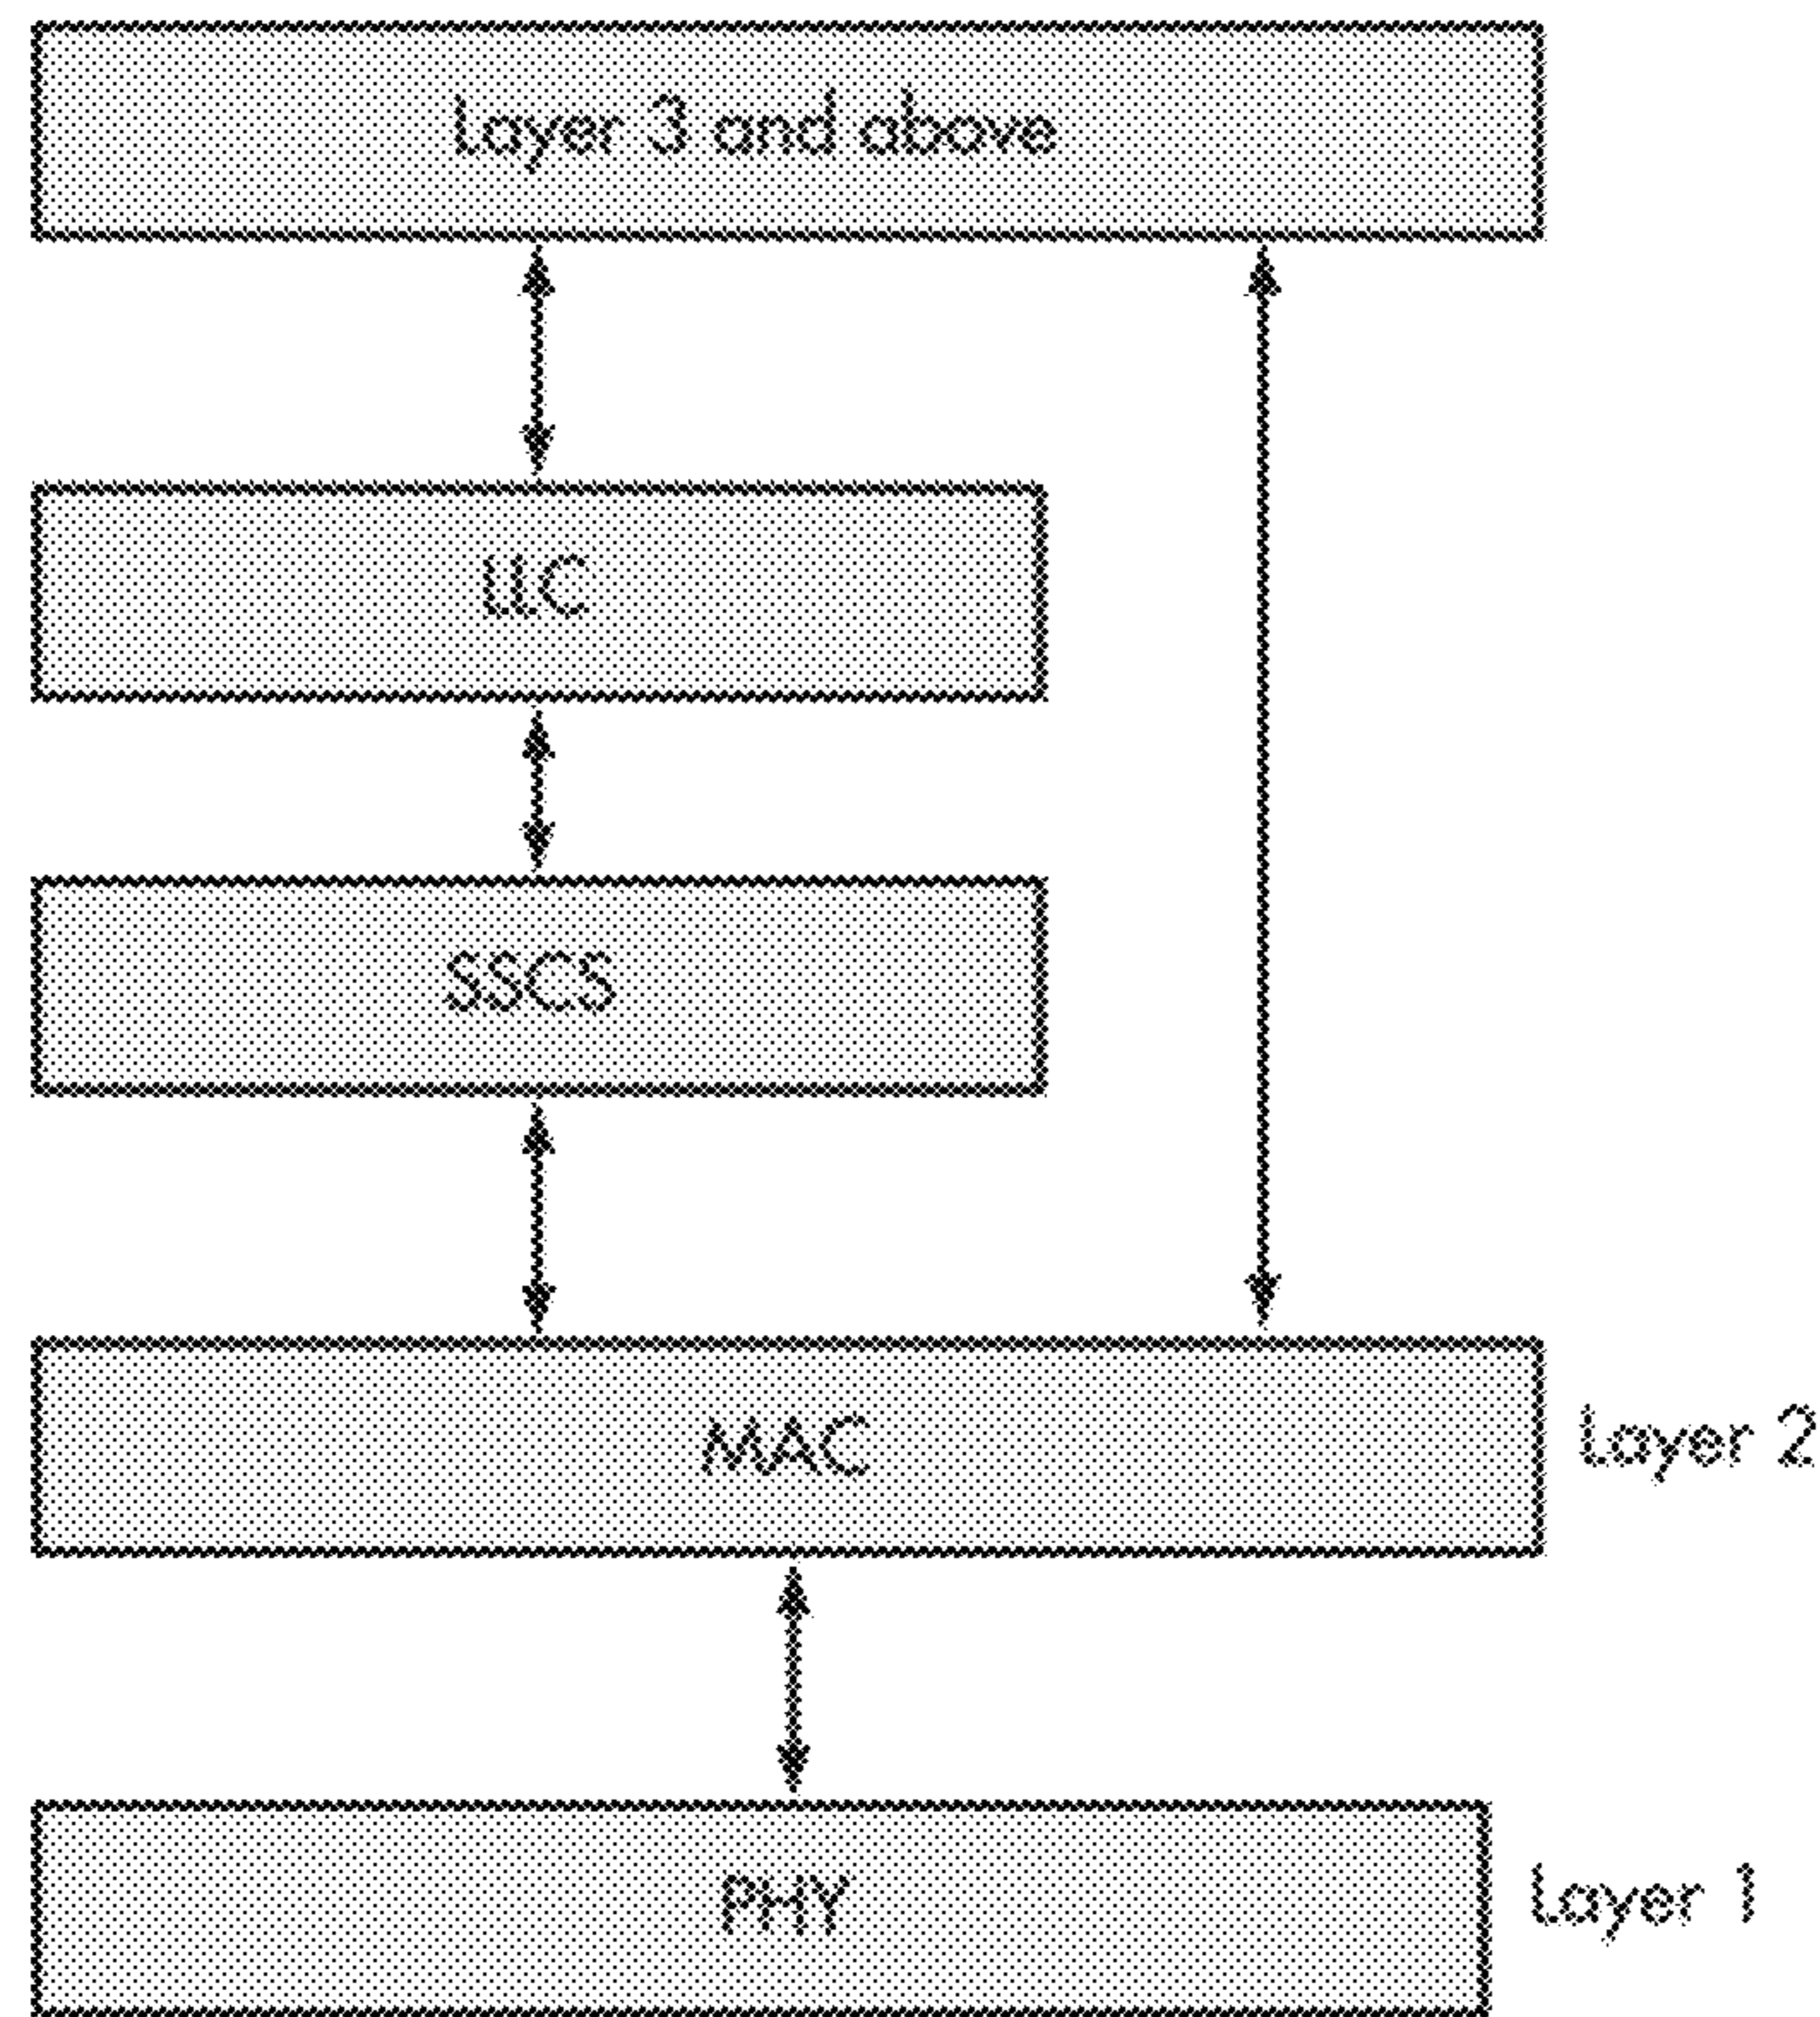 Layer 3 and above
LLC
SSCS
MAC
Layer 2
PHY
Layer 1